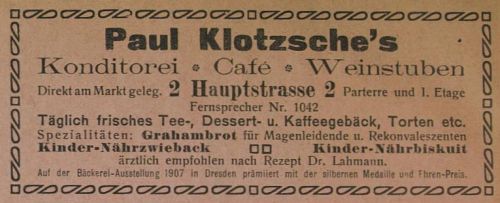 Paul Klotzsche's
Konditorei * Café * Weinstuben
Direkt am Markt geleg. 2 Hauptstrasse 2 Parterre und 1. Etage
Fernsprecher Nr. 1042
Täglich frisches Tee-, Dessert- u. Kaffeegebäck, Torten etc.
Spezialitäten: Grahambrot für Magenleidende u. Rekonvaleszenten
Kinder-Nährzwieback □□ Kinder-Nährbiskuit
ärztlich empfohlen nach Rezept Dr. Lahmann.
Auf der Bäckerei-Ausstellung 1907 in Dresden prämiiert mit der silbernen Medaille und Ehren-Preis.